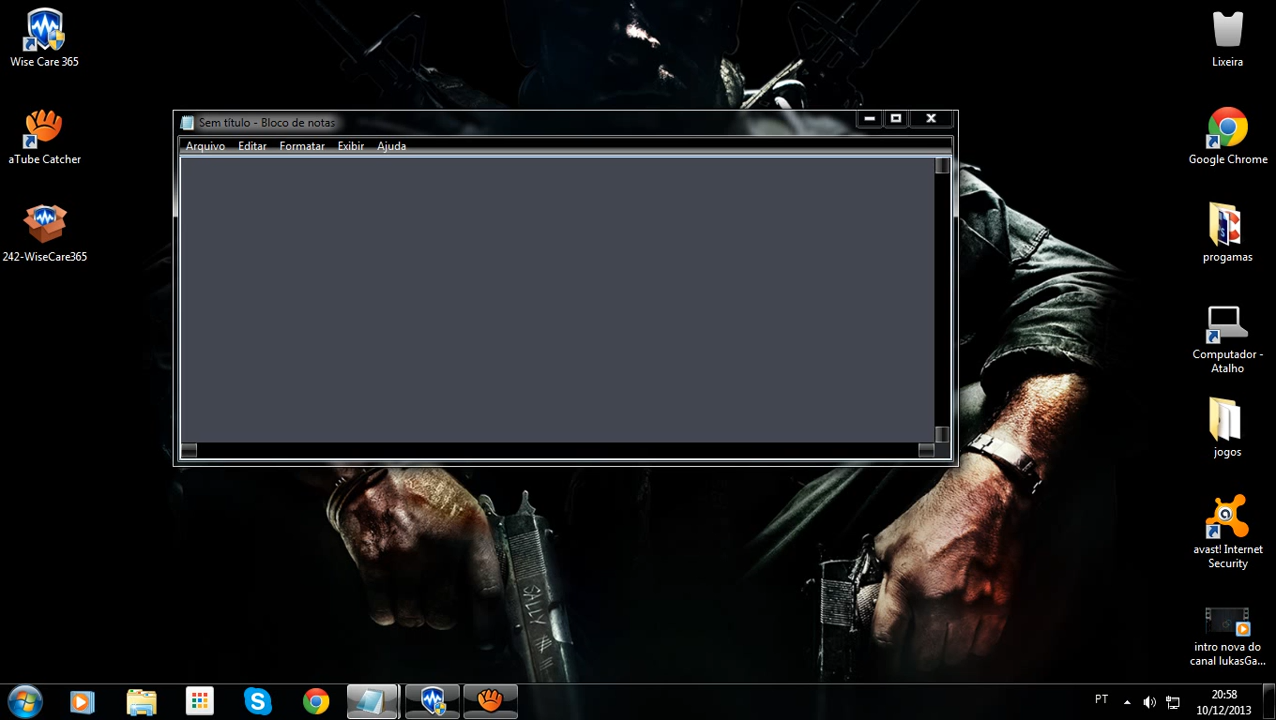 Wise Care 365
aTube Catcher
242-WiseCare365
Sem título - Bloco de notas
Arquivo Editar Formatar Exibir Ajuda
SALLY
Lixeira
Google Chrome
progamas
Computador -
Atalho
jogos
avast! Internet
Security
intro nova do
canal lukasGa...
PT
20:58
10/12/2013